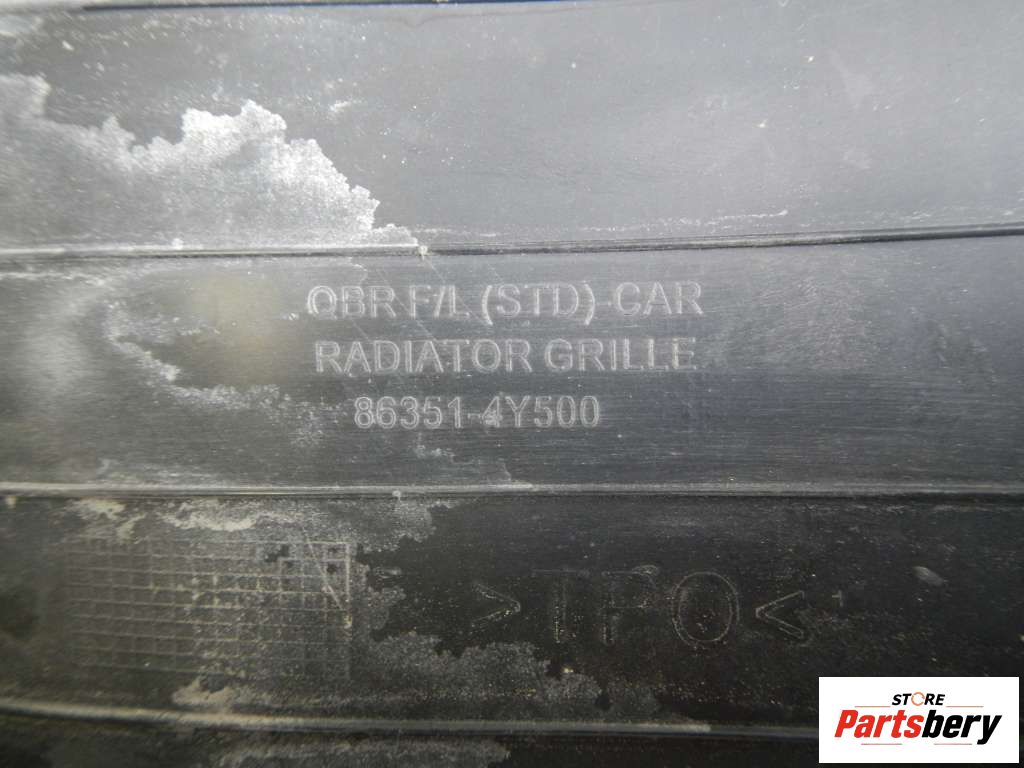 QBR F/L (STD)-CAR
RADIATOR GRILLE
86351-4Y500
>TPO<
STORE
Partsbery